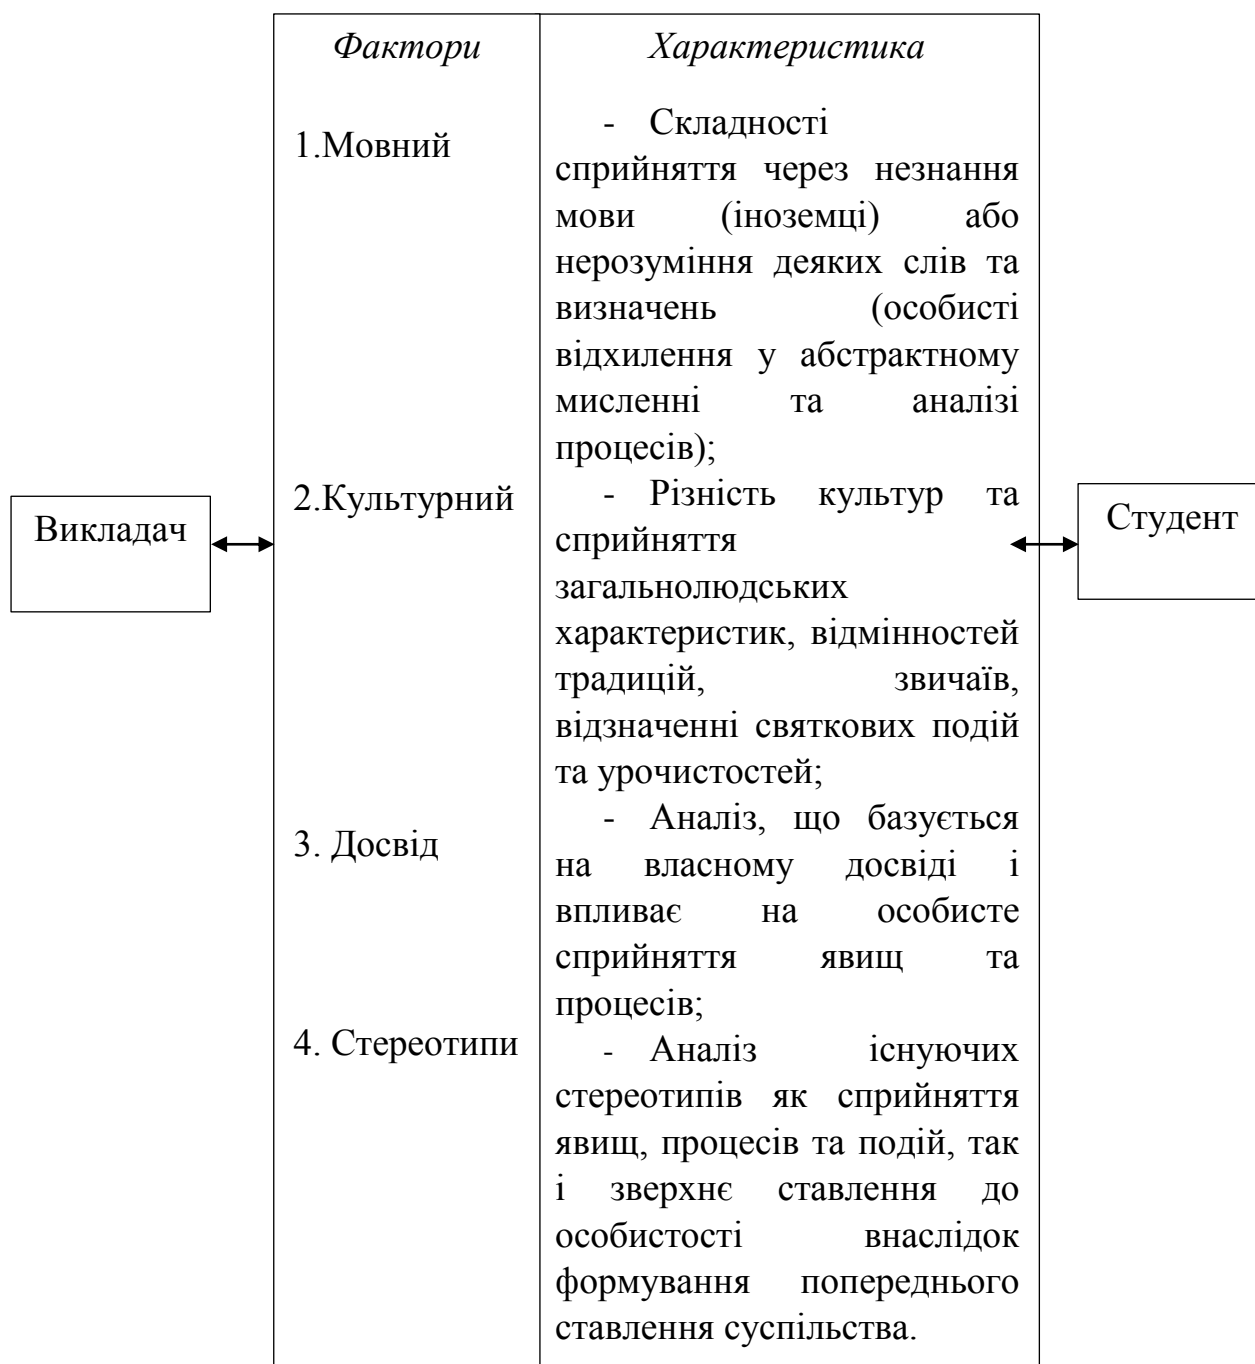 Фактори
Характеристика
1.Мовний
- Складності
сприйняття через незнання
мови (іноземці) або
нерозуміння деяких слів та
визначень (особисті
відхилення у абстрактному
мисленні та аналізі
процесів);
2.Культурний
- Різність культур та
сприйняття
загальнолюдських
характеристик, відмінностей
традицій, звичаїв,
відзначенні святкових подій
та урочистостей;
3. Досвід
- Аналіз, що базується
на власному досвіді і
впливає на особисте
сприйняття явищ та
процесів;
4. Стереотипи
- Аналіз існуючих
стереотипів як сприйняття
явищ, процесів та подій, так
і зверхнє ставлення до
особистості внаслідок
формування попереднього
ставлення суспільства.
Викладач
Студент